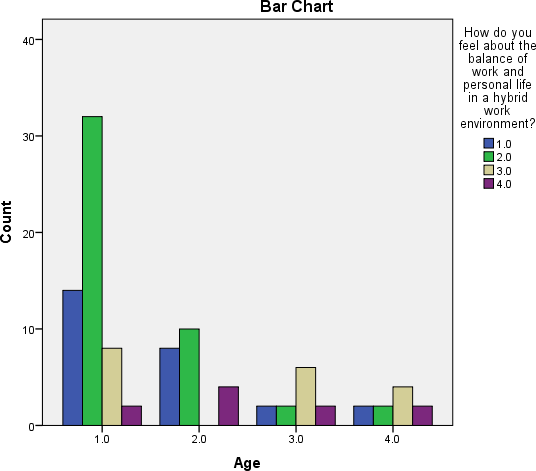 Bar Chart
How do you
feel about the
balance of
work and
personal life
in a hybrid
work
environment?
1.0
2.0
3.0
4.0
Count
40
30
20
10
0
1.0
2.0
3.0
4.0
Age